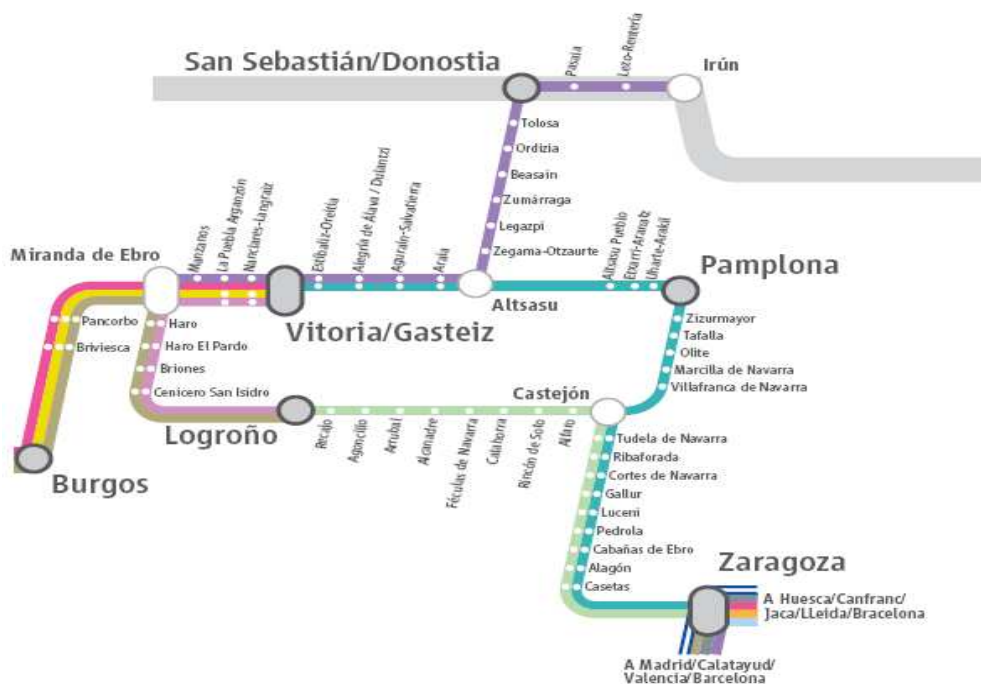 San Sebastián/Donostia
Pasaia
Lezo-Rentería
Irún
Tolosa
Ordizia
Beasain
Zumárraga
Legazpi
Zegama-Otzaurte
Miranda de Ebro
Manzanos
La Puebla Arganzón
Nanclares-Langraiz
Estibaliz-Oreitia
Alegria de Álava / Dulantzi
Agurain-Salvatierra
Araia
Altsasu Pueblo
Etxarri-Aranatz
Uharte-Arakil
Pamplona
Altsasu
Vitoria/Gasteiz
Pancorbo
Briviesca
Haro
Haro El Pardo
Briones
Cenicero San Isidro
Zizurmayor
Tafalla
Olite
Marcilla de Navarra
Villafranca de Navarra
Castejón
Logroño
Burgos
Recajo
Agoncillo
Arrubal
Alcanadre
Féculas de Navarra
Calahorra
Rincón de Soto
Alfaro
Tudela de Navarra
Ribaforada
Cortes de Navarra
Gallur
Luceni
Pedrola
Cabañas de Ebro
Alagón
Casetas
Zaragoza
A Huesca/Canfranc/
Jaca/LLeida/Bracelona
A Madrid/Calatayud/
Valencia/Barcelona